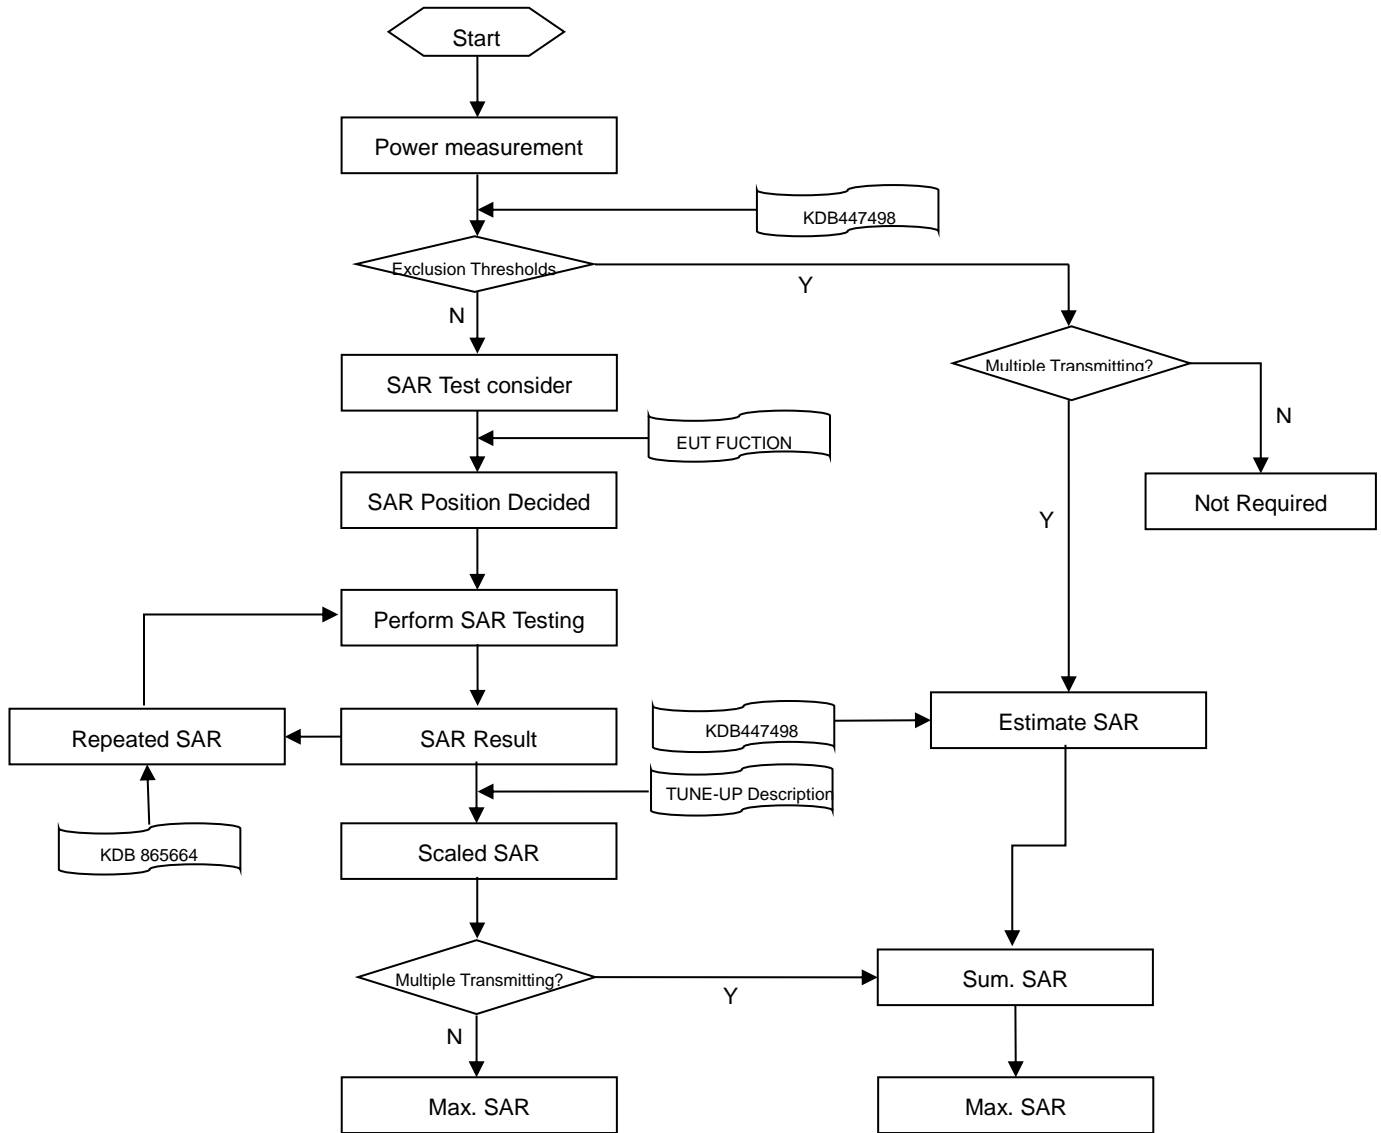 Start
Power measurement
KDB447498
Exclusion Thresholds
Y
N
Multiple Transmitting?
SAR Test consider
N
EUT FUCTION
SAR Position Decided
Not Required
Y
Perform SAR Testing
Repeated SAR
SAR Result
KDB447498
Estimate SAR
TUNE-UP Description
KDB 865664
Scaled SAR
Multiple Transmitting?
Y
Sum. SAR
N
Max. SAR
Max. SAR